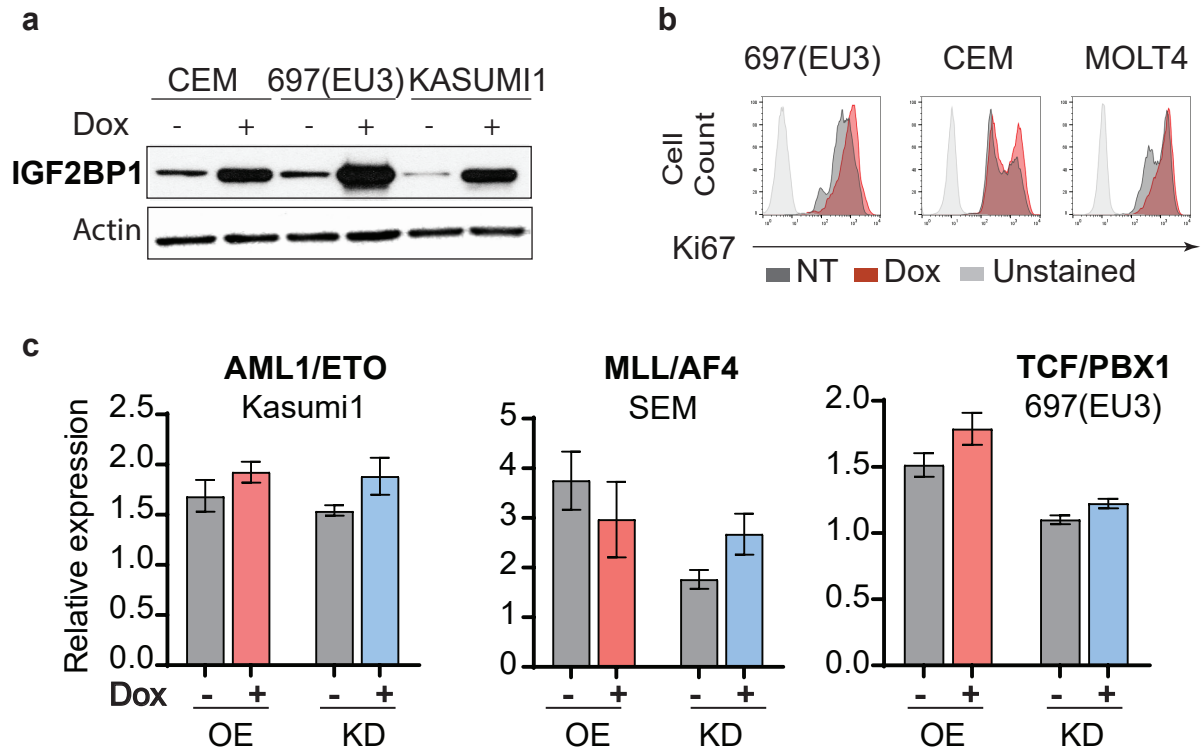 a
CEM 697(EU3) KASUMI1
Dox - + - + - +
IGF2BP1
Actin
b
697(EU3) CEM MOLT4
Cell Count
Ki67
NT Dox Unstained
c
AML1/ETO
Kasumi1
Relative expression
2.5
2.0
1.5
1.0
0.5
0.0
Dox - + - +
OE KD
MLL/AF4
SEM
5
4
3
2
1
0
- + - +
OE KD
TCF/PBX1
697(EU3)
2.0
1.5
1.0
0.5
0.0
- + - +
OE KD